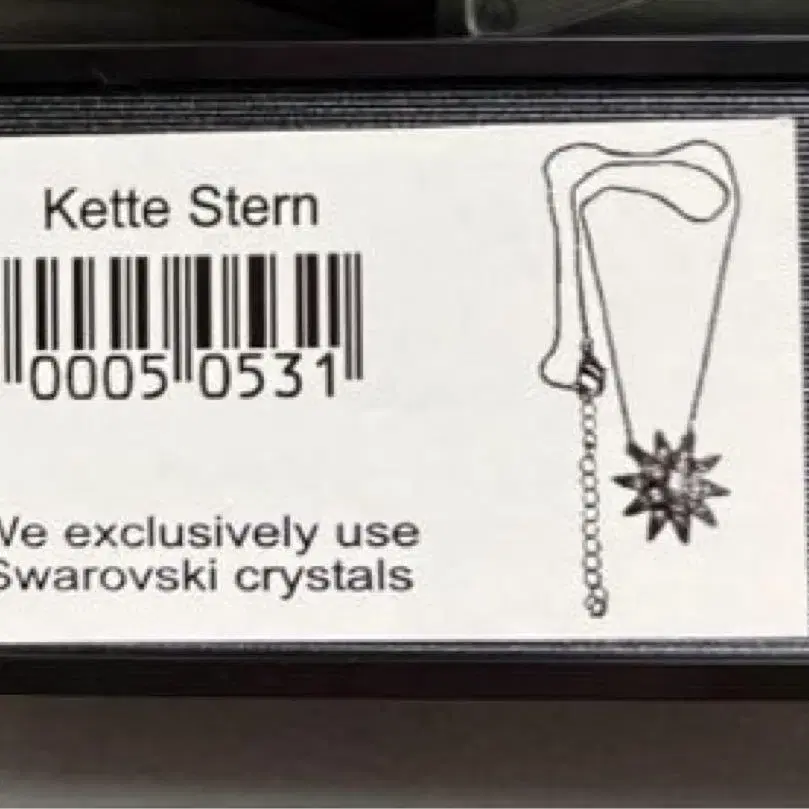 Kette Stern
0005 0531
We exclusively use
Swarovski crystals